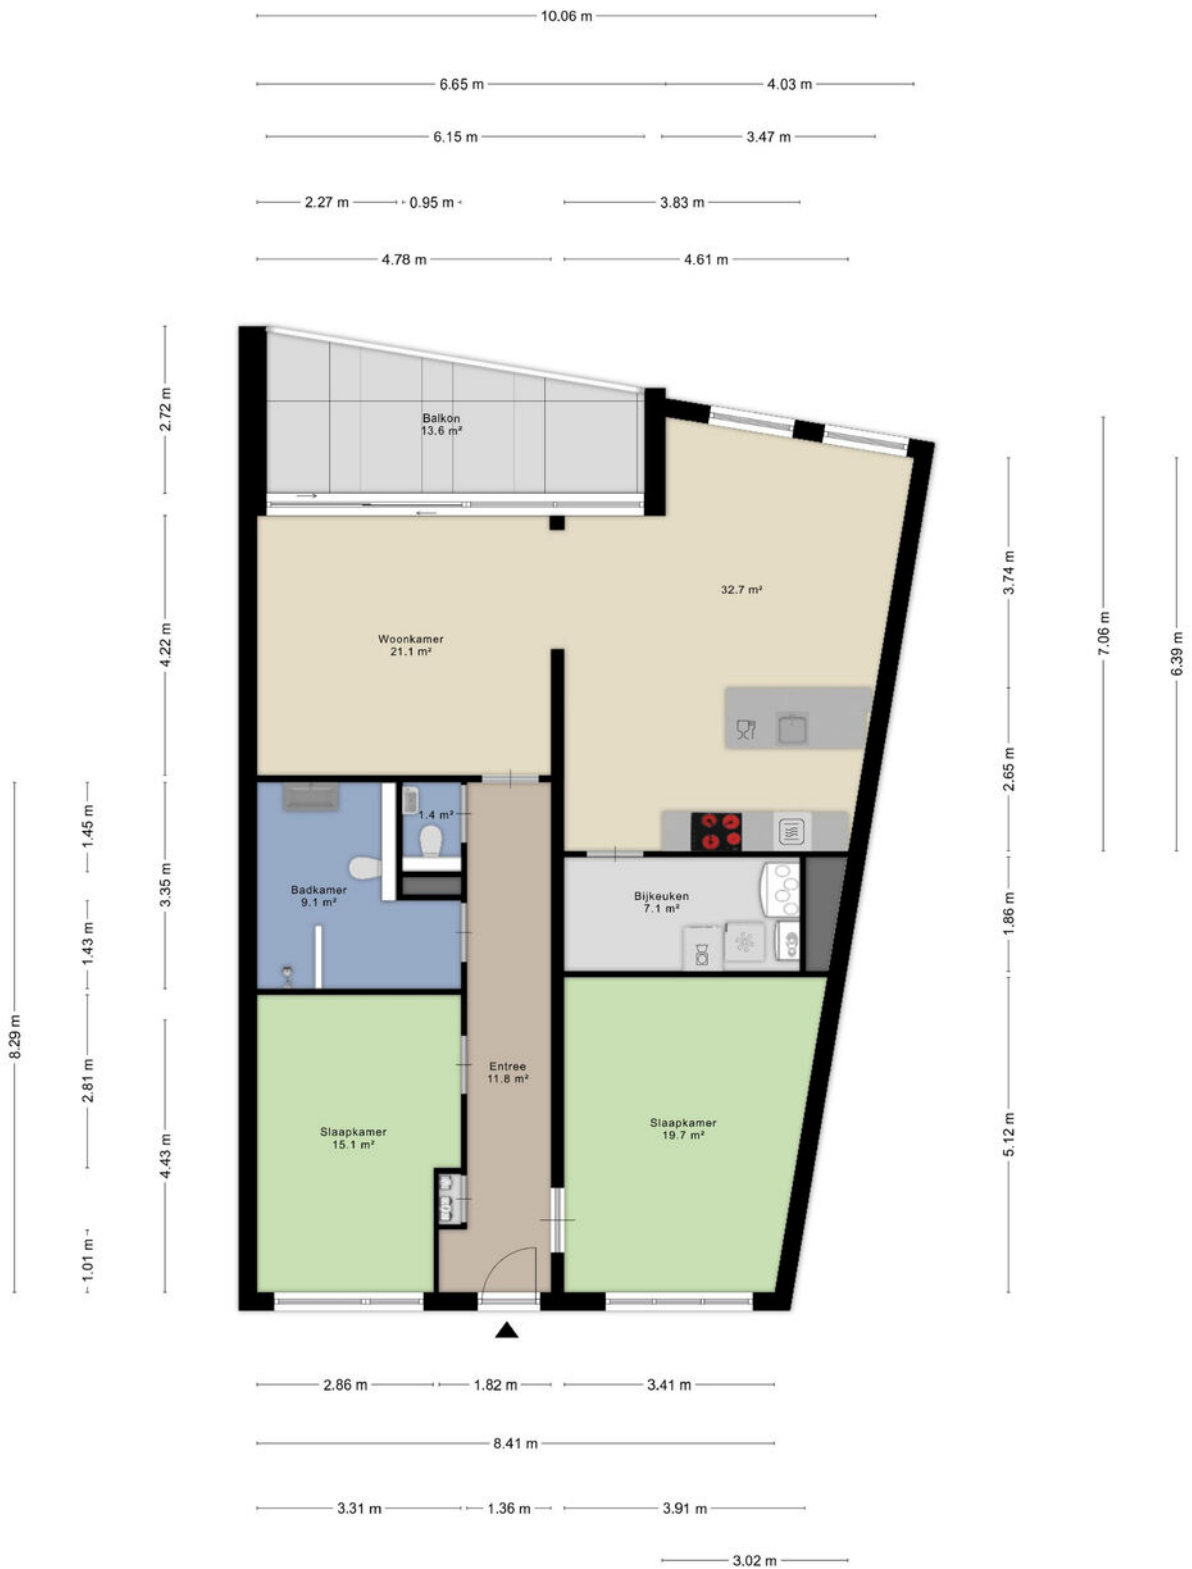 10.06 m
6.65 m
4.03 m
6.15 m
3.47 m
2.27 m
0.95 m
3.83 m
4.78 m
4.61 m
2.72 m
Balkon
13.6 m²
3.74 m
32.7 m²
7.06 m
6.39 m
4.22 m
Woonkamer
21.1 m²
2.65 m
1.45 m
1.4 m²
3.35 m
Badkamer
9.1 m²
Bijkeuken
7.1 m²
1.86 m
1.43 m
8.29 m
2.81 m
Entree
11.8 m²
4.43 m
Slaapkamer
15.1 m²
Slaapkamer
19.7 m²
5.12 m
1.01 m
2.86 m
1.82 m
3.41 m
8.41 m
3.31 m
1.36 m
3.91 m
3.02 m